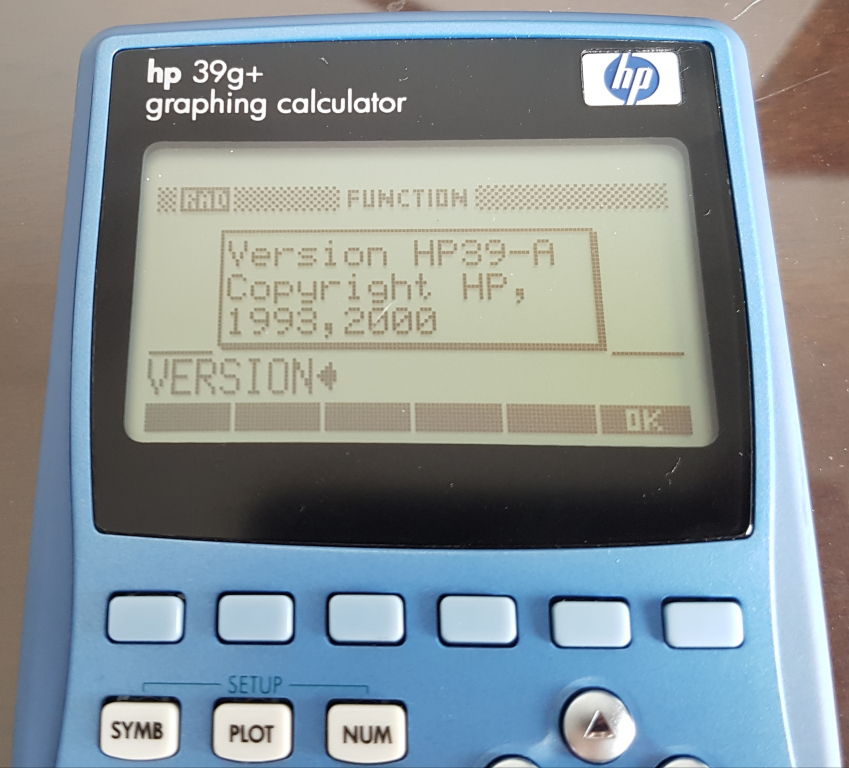 hp 39g+
graphing calculator
hp
RAD FUNCTION
Version HP39-A
Copyright HP,
1993,2000
VERSION
OK
SETUP
SYMB PLOT NUM